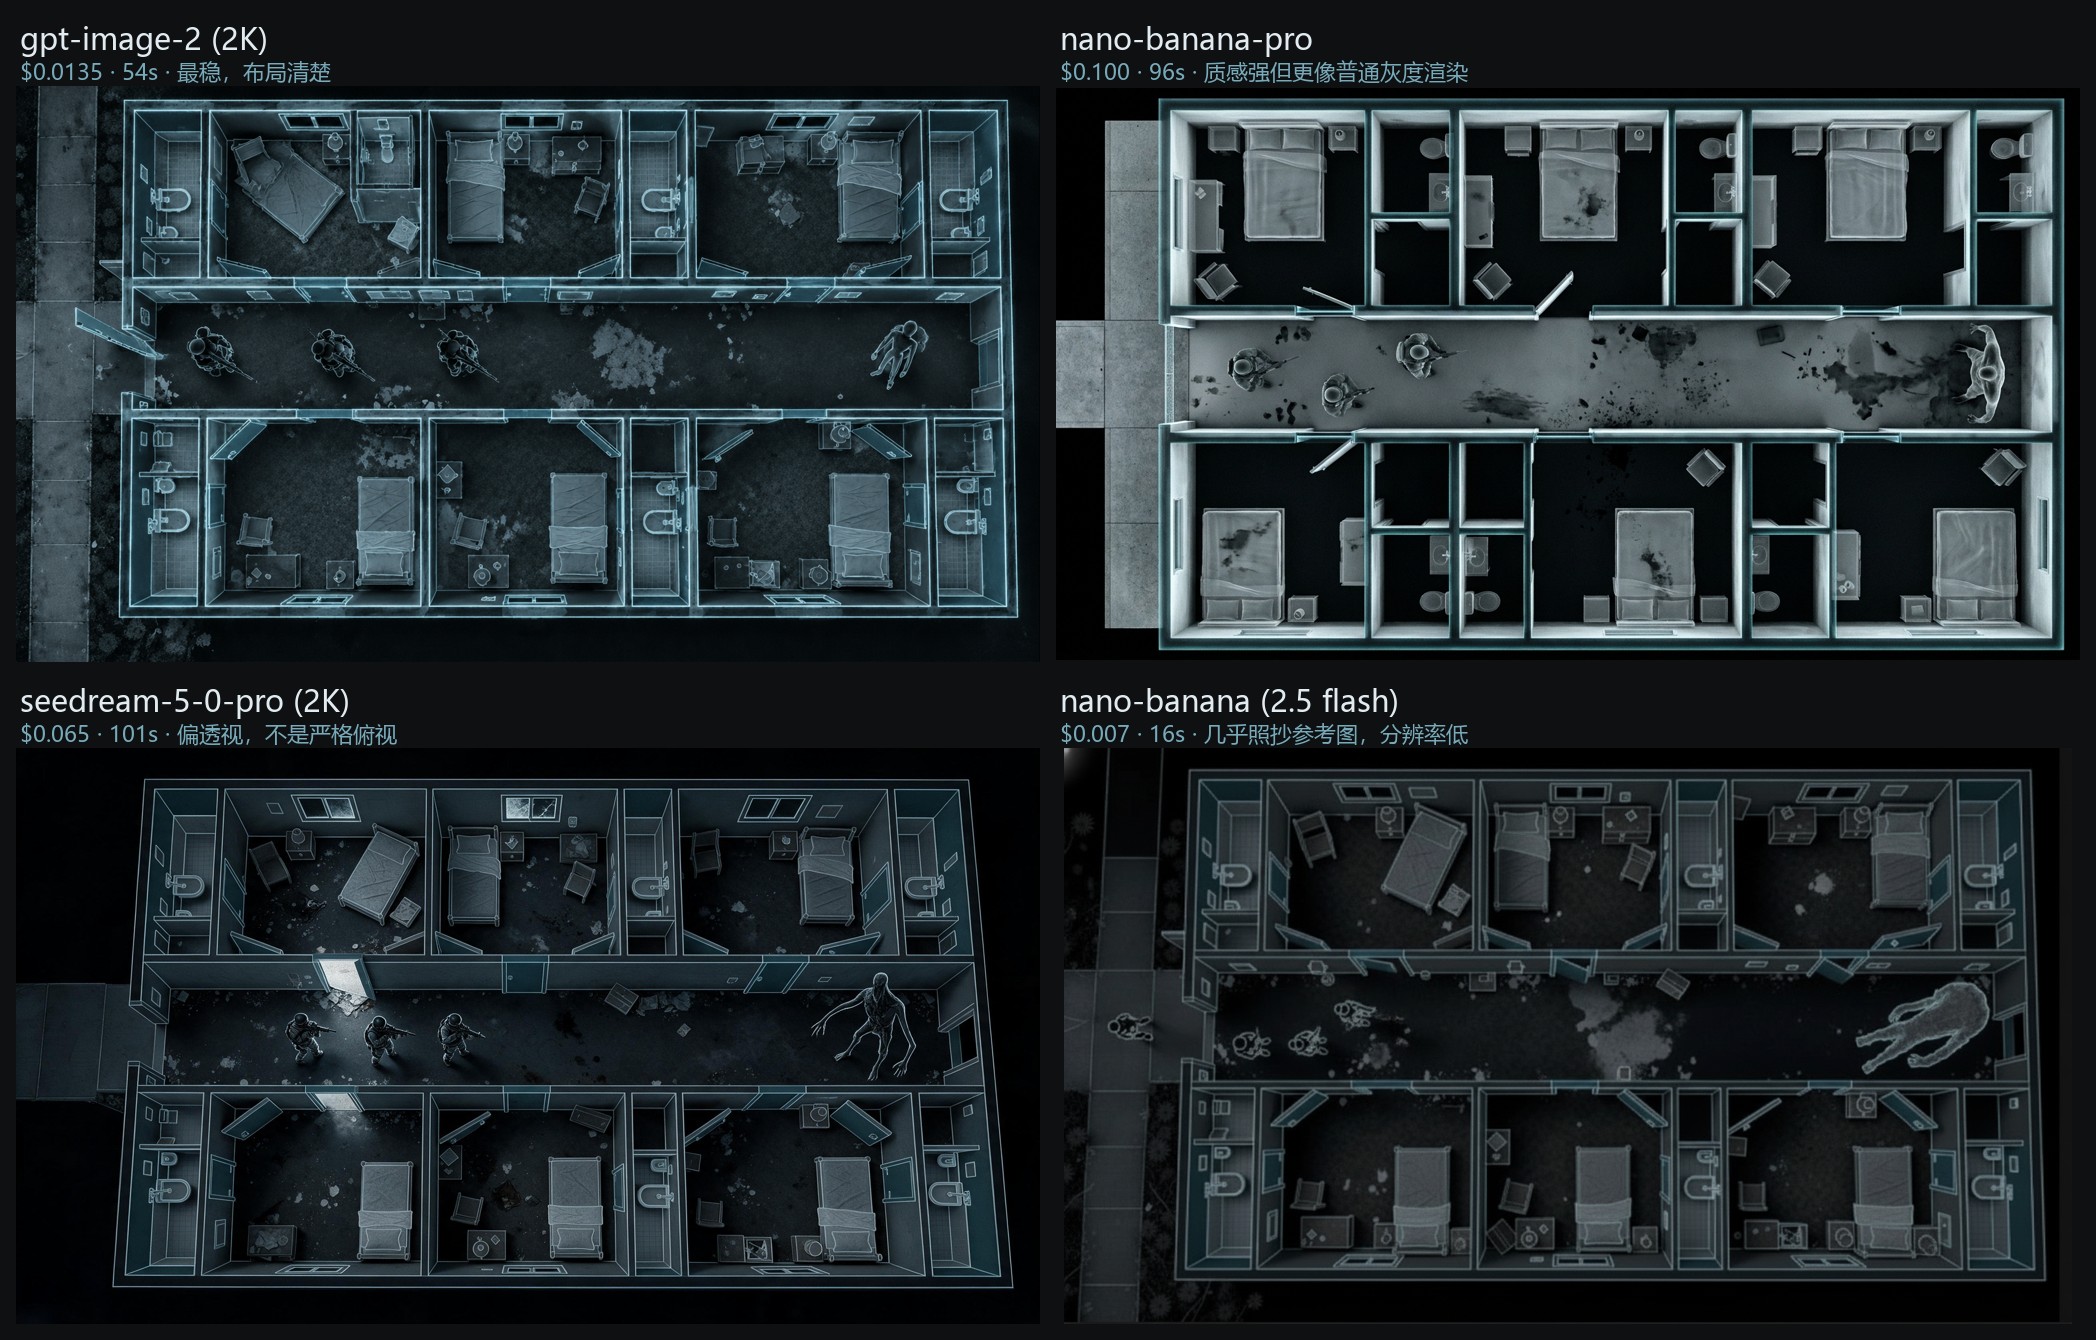 gpt-image-2 (2K)
$0.0135 · 54s · 最稳，布局清楚
nano-banana-pro
$0.100 · 96s · 质感强但更像普通灰度渲染
seedream-5-0-pro (2K)
$0.065 · 101s · 偏透视，不是严格俯视
nano-banana (2.5 flash)
$0.007 · 16s · 几乎照抄参考图，分辨率低